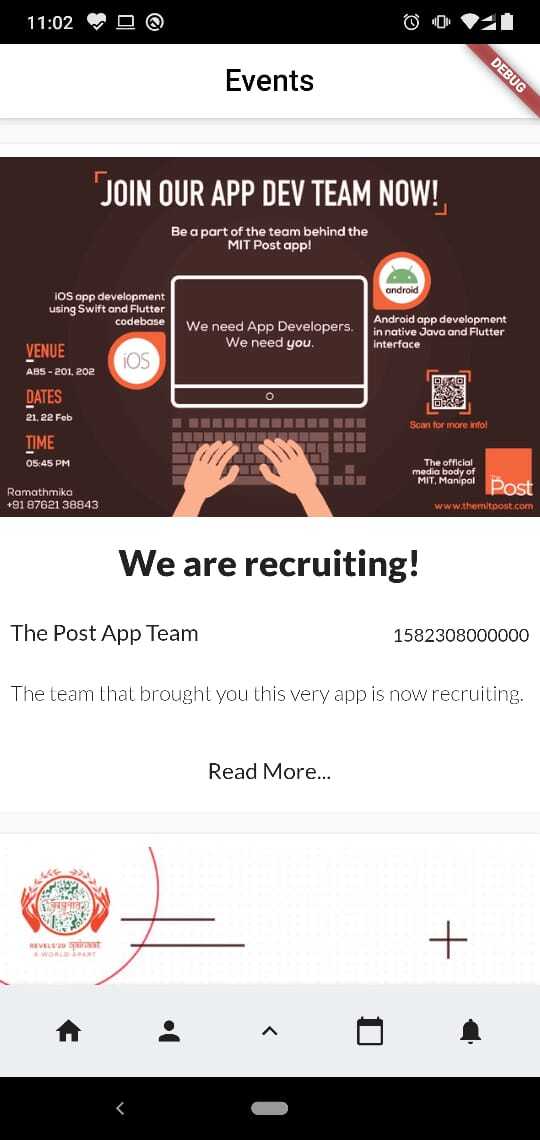 11:02
Events
DEBUG
JOIN OUR APP DEV TEAM NOW!
Be a part of the team behind the
MIT Post app!
iOS app development
using Swift and Flutter
codebase
iOS
We need App Developers.
We need you.
android
Android app development
in native Java and Flutter
interface
VENUE
AB5 - 201, 202
DATES
21, 22 Feb
TIME
05:45 PM
Ramathmika
+91 87621 38843
Scan for more info!
The official
media body of
MIT, Manipal
The
Post
www.themitpost.com
We are recruiting!
The Post App Team
1582308000000
The team that brought you this very app is now recruiting.
Read More...
REVELS'20 qainaat
A WORLD APART